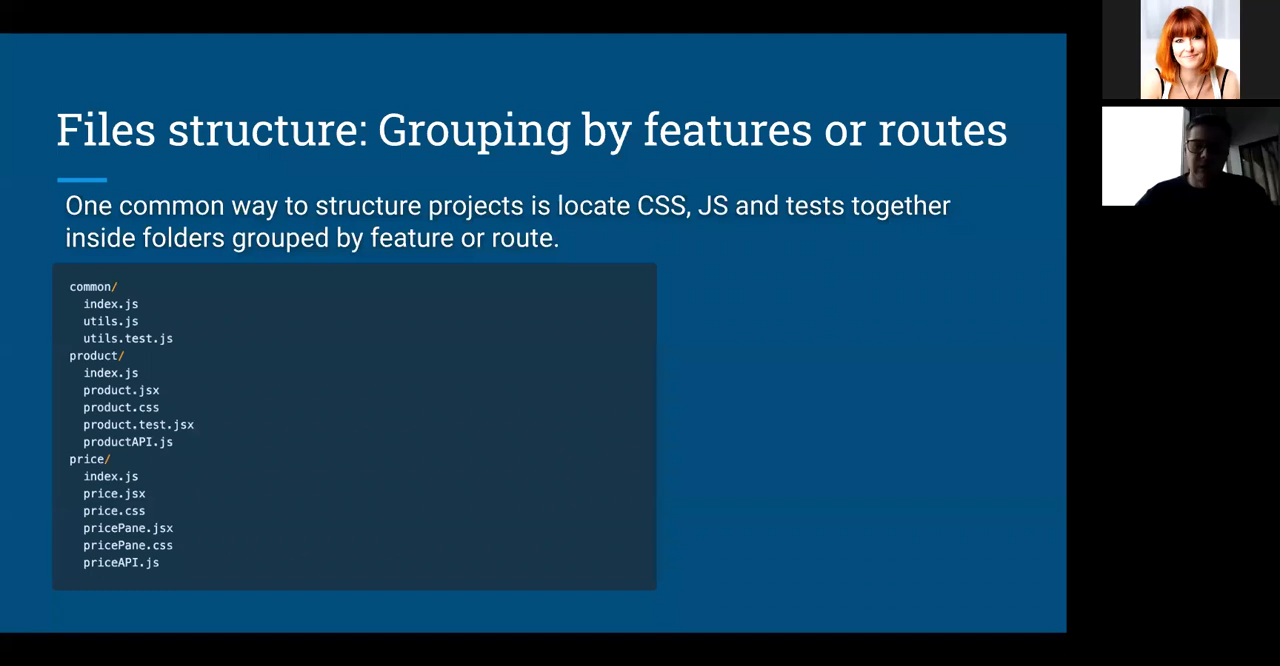 Files structure: Grouping by features or routes
One common way to structure projects is locate CSS, JS and tests together
inside folders grouped by feature or route.
common/
index.js
utils.js
utils.test.js
product/
index.js
product.jsx
product.css
product.test.jsx
productAPI.js
price/
index.js
price.jsx
price.css
pricePane.jsx
pricePane.css
priceAPI.js